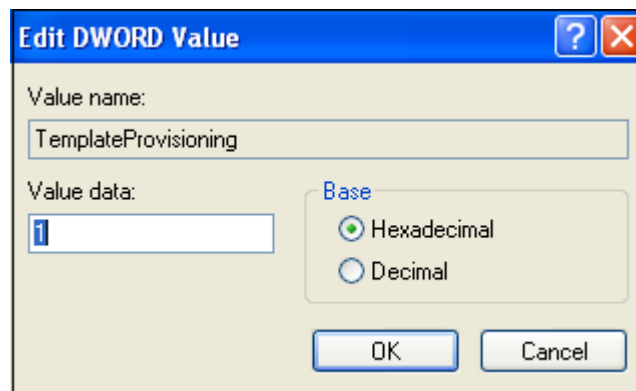 Edit DWORD Value
Value name:
TemplateProvisioning
Value data:
1
Base
Hexadecimal
Decimal
OK
Cancel